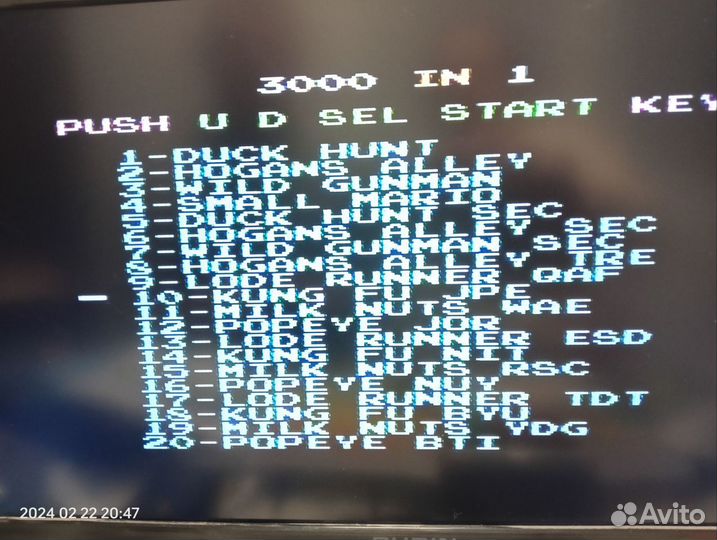 3000 IN 1
PUSH U D SEL START KEY
1-DUCK HUNT
2-HOGANS ALLEY
3-WILD GUNMAN
4-SMALL MARIO
5-DUCK HUNT SEC
6-HOGANS ALLEY SEC
7-WILD GUNMAN SEC
8-HOGANS ALLEY TRE
9-LODE RUNNER QAF
10-KUNG FU JPE
11-MILK NUTS WAE
12-POPEYE JOR
13-LODE RUNNER ESD
14-KUNG FU NIT
15-MILK NUTS RSC
16-POPEYE NUY
17-LODE RUNNER TDT
18-KUNG FU BYU
19-MILK NUTS YDG
20-POPEYE BTI
2024 02 22 20:47
Avito